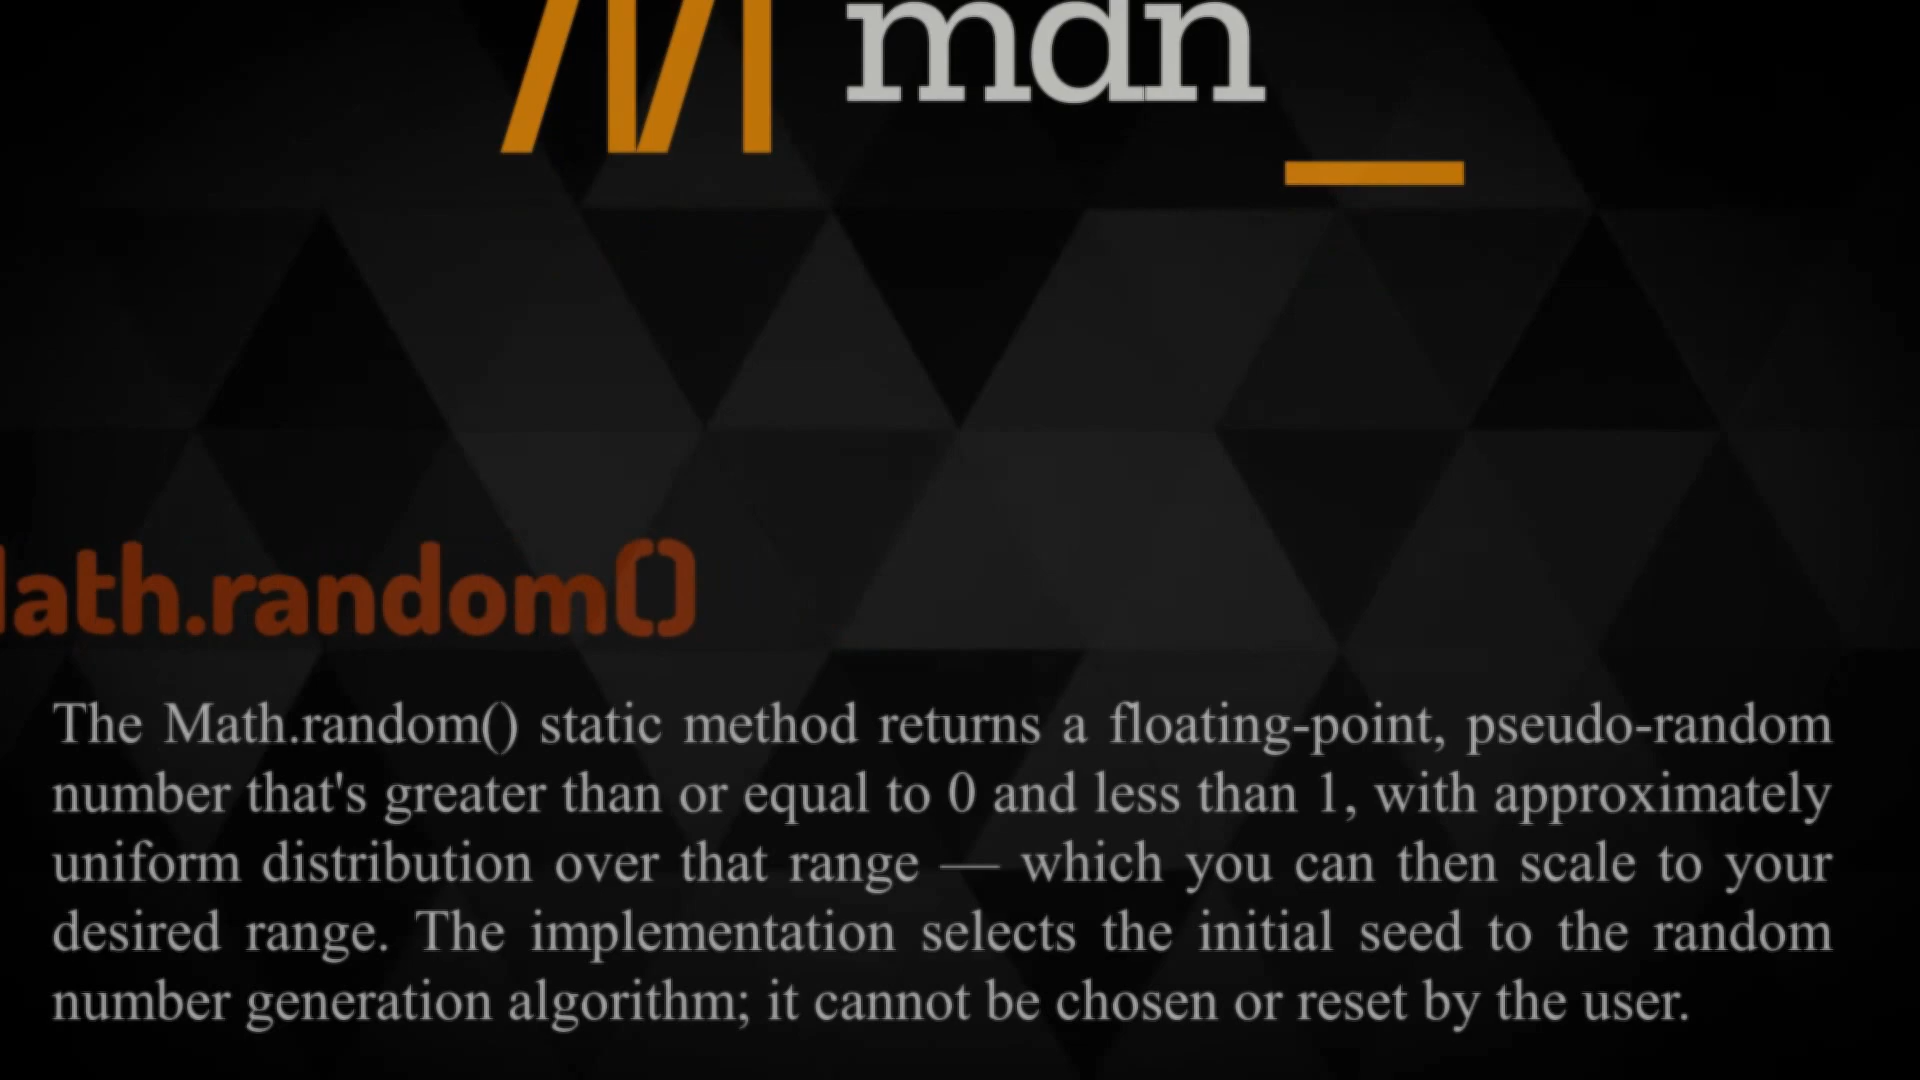 mdn_
ath.random()
The Math.random() static method returns a floating-point, pseudo-random
number that's greater than or equal to 0 and less than 1, with approximately
uniform distribution over that range — which you can then scale to your
desired range. The implementation selects the initial seed to the random
number generation algorithm; it cannot be chosen or reset by the user.